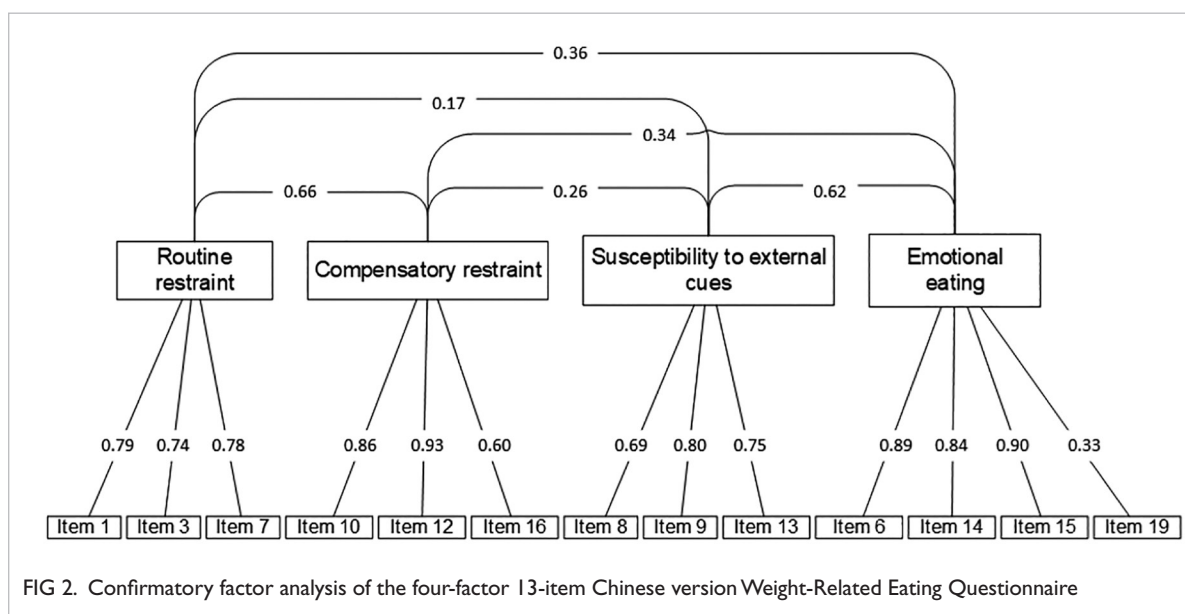 0.36
0.17
0.34
0.66 0.26 0.62
Routine
restraint
Compensatory restraint
Susceptibility to external
cues
Emotional
eating
0.79 0.74 0.78 0.86 0.93 0.60 0.69 0.80 0.75 0.89 0.84 0.90 0.33
Item 1 Item 3 Item 7 Item 10 Item 12 Item 16 Item 8 Item 9 Item 13 Item 6 Item 14 Item 15 Item 19
FIG 2. Confirmatory factor analysis of the four-factor 13-item Chinese version Weight-Related Eating Questionnaire